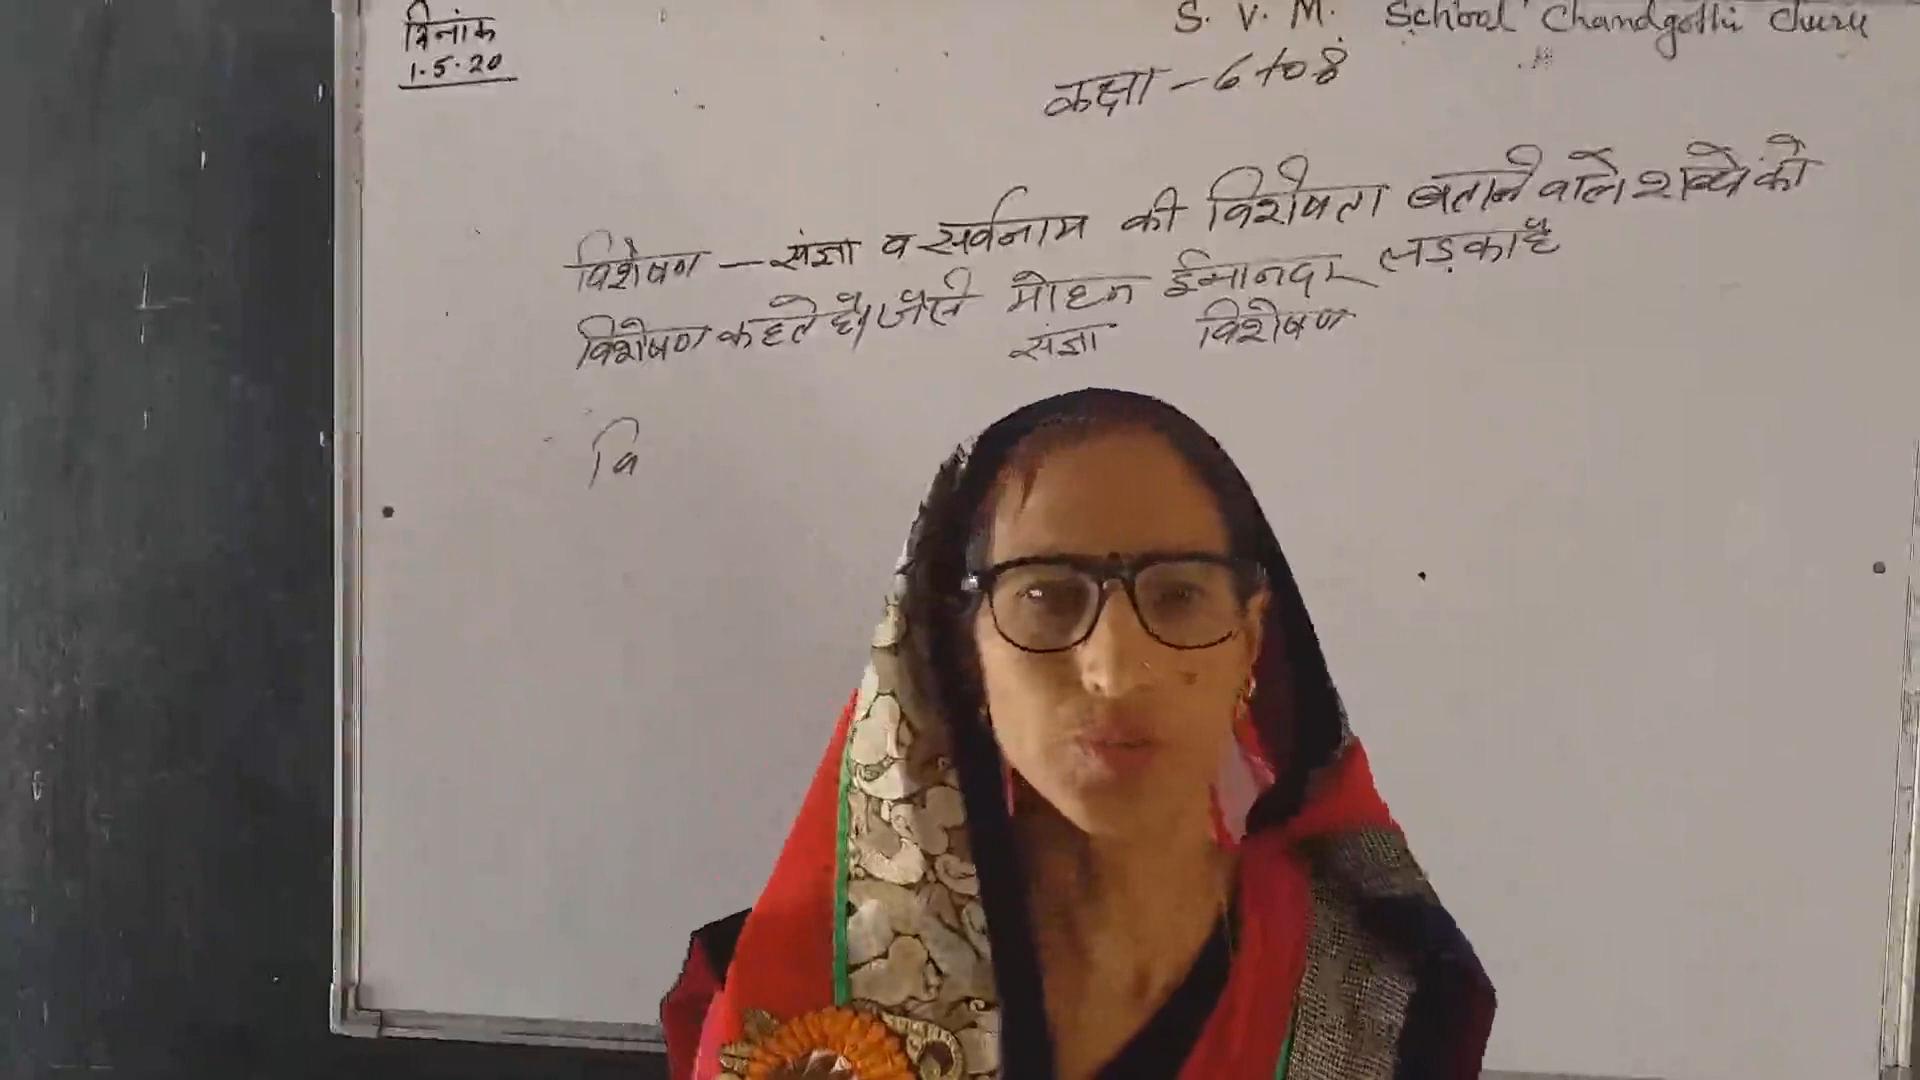 दिनांक
1.5.20
S. V. M. School Chandgothi Churu
कक्षा - 6 to 8
विशेषण — संज्ञा व सर्वनाम की विशेषता बताने वाले शब्दों को
विशेषण कहते है। जैसे मोहन ईमानदार लड़का है
संज्ञा विशेषण
वि